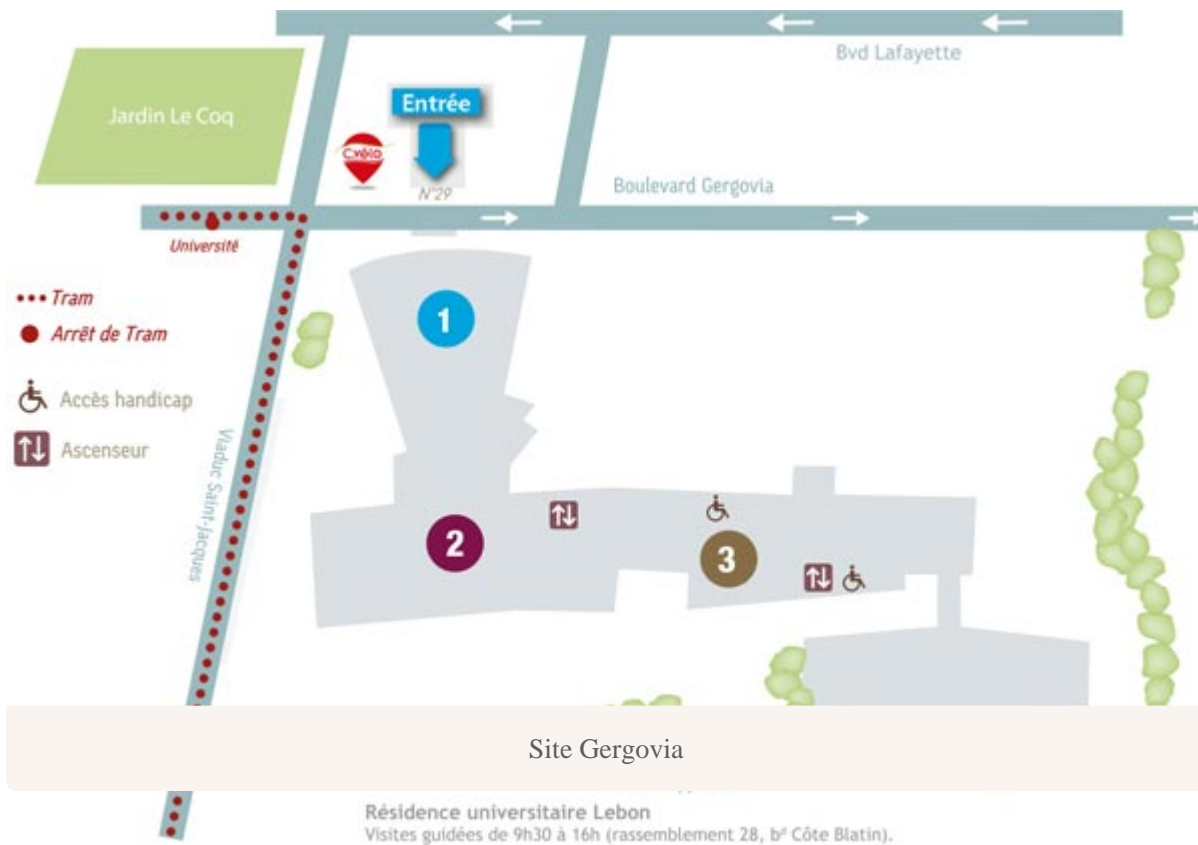 Bvd Lafayette
Jardin Le Coq
Entrée
Cvélo
N°29
Boulevard Gergovia
Université
Tram
1
Arrêt de Tram
Accès handicap
Ascenseur
Viaduc Saint-Jacques
2
3
Site Gergovia
Résidence universitaire Lebon
Visites guidées de 9h30 à 16h (rassemblement 28, bd Côte Blatin).